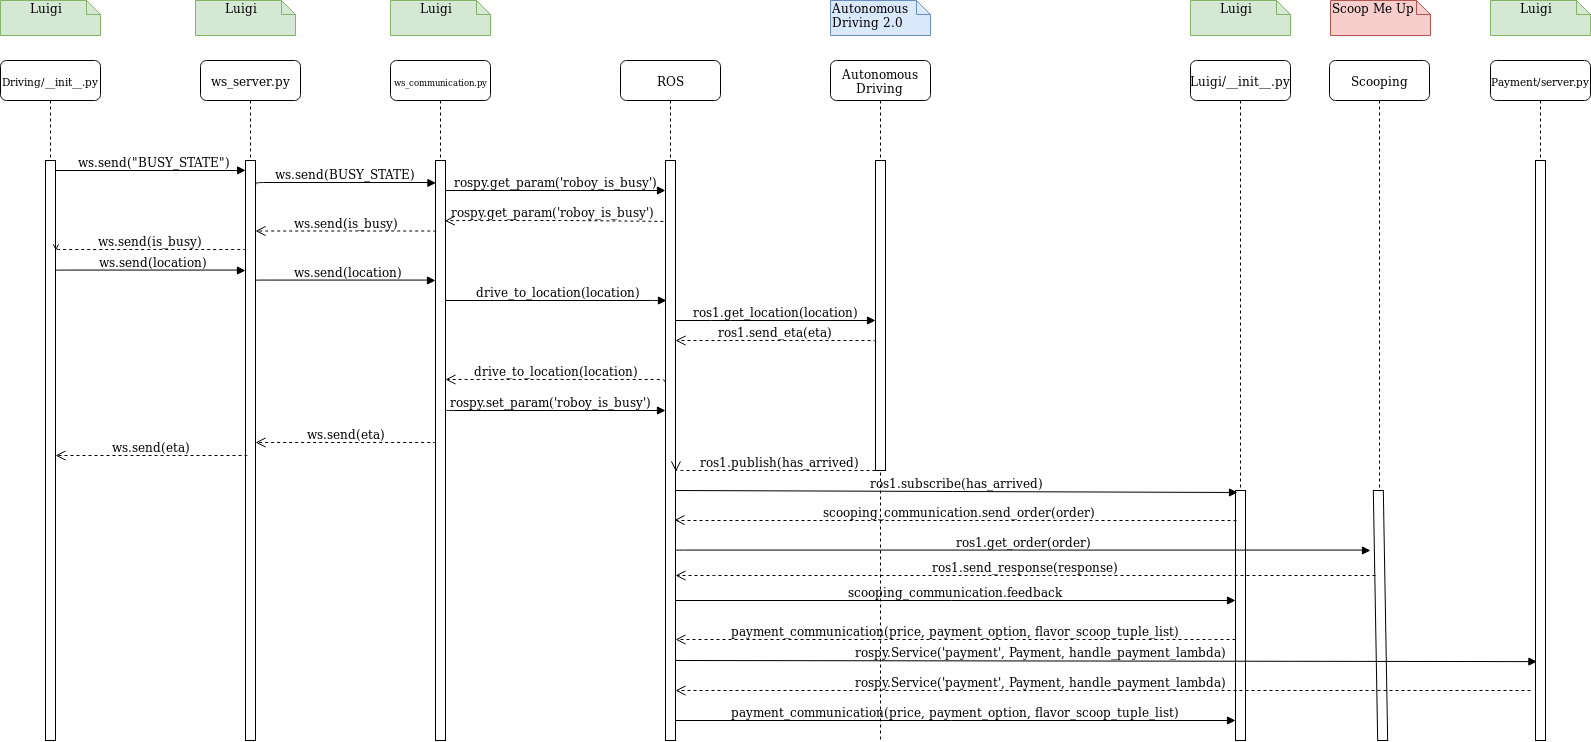 Luigi
Luigi
Luigi
Autonomous
Driving 2.0
Luigi
Scoop Me Up
Luigi
Driving/__init__.py
ws_server.py
ws_communication.py
ROS
Autonomous
Driving
Luigi/__init__.py
Scooping
Payment/server.py
ws.send("BUSY_STATE")
ws.send(BUSY_STATE)
rospy.get_param('roboy_is_busy')
rospy.get_param('roboy_is_busy')
ws.send(is_busy)
ws.send(is_busy)
ws.send(location)
ws.send(location)
drive_to_location(location)
ros1.get_location(location)
ros1.send_eta(eta)
drive_to_location(location)
rospy.set_param('roboy_is_busy')
ws.send(eta)
ws.send(eta)
ros1.publish(has_arrived)
ros1.subscribe(has_arrived)
scooping_communication.send_order(order)
ros1.get_order(order)
ros1.send_response(response)
scooping_communication.feedback
payment_communication(price, payment_option, flavor_scoop_tuple_list)
rospy.Service('payment', Payment, handle_payment_lambda)
rospy.Service('payment', Payment, handle_payment_lambda)
payment_communication(price, payment_option, flavor_scoop_tuple_list)